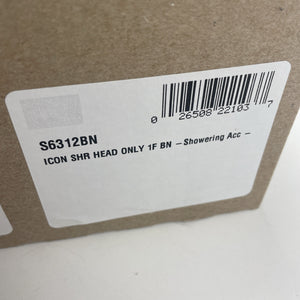 0 26508 22103 7
S6312BN
ICON SHR HEAD ONLY 1F BN – Showering Acc –